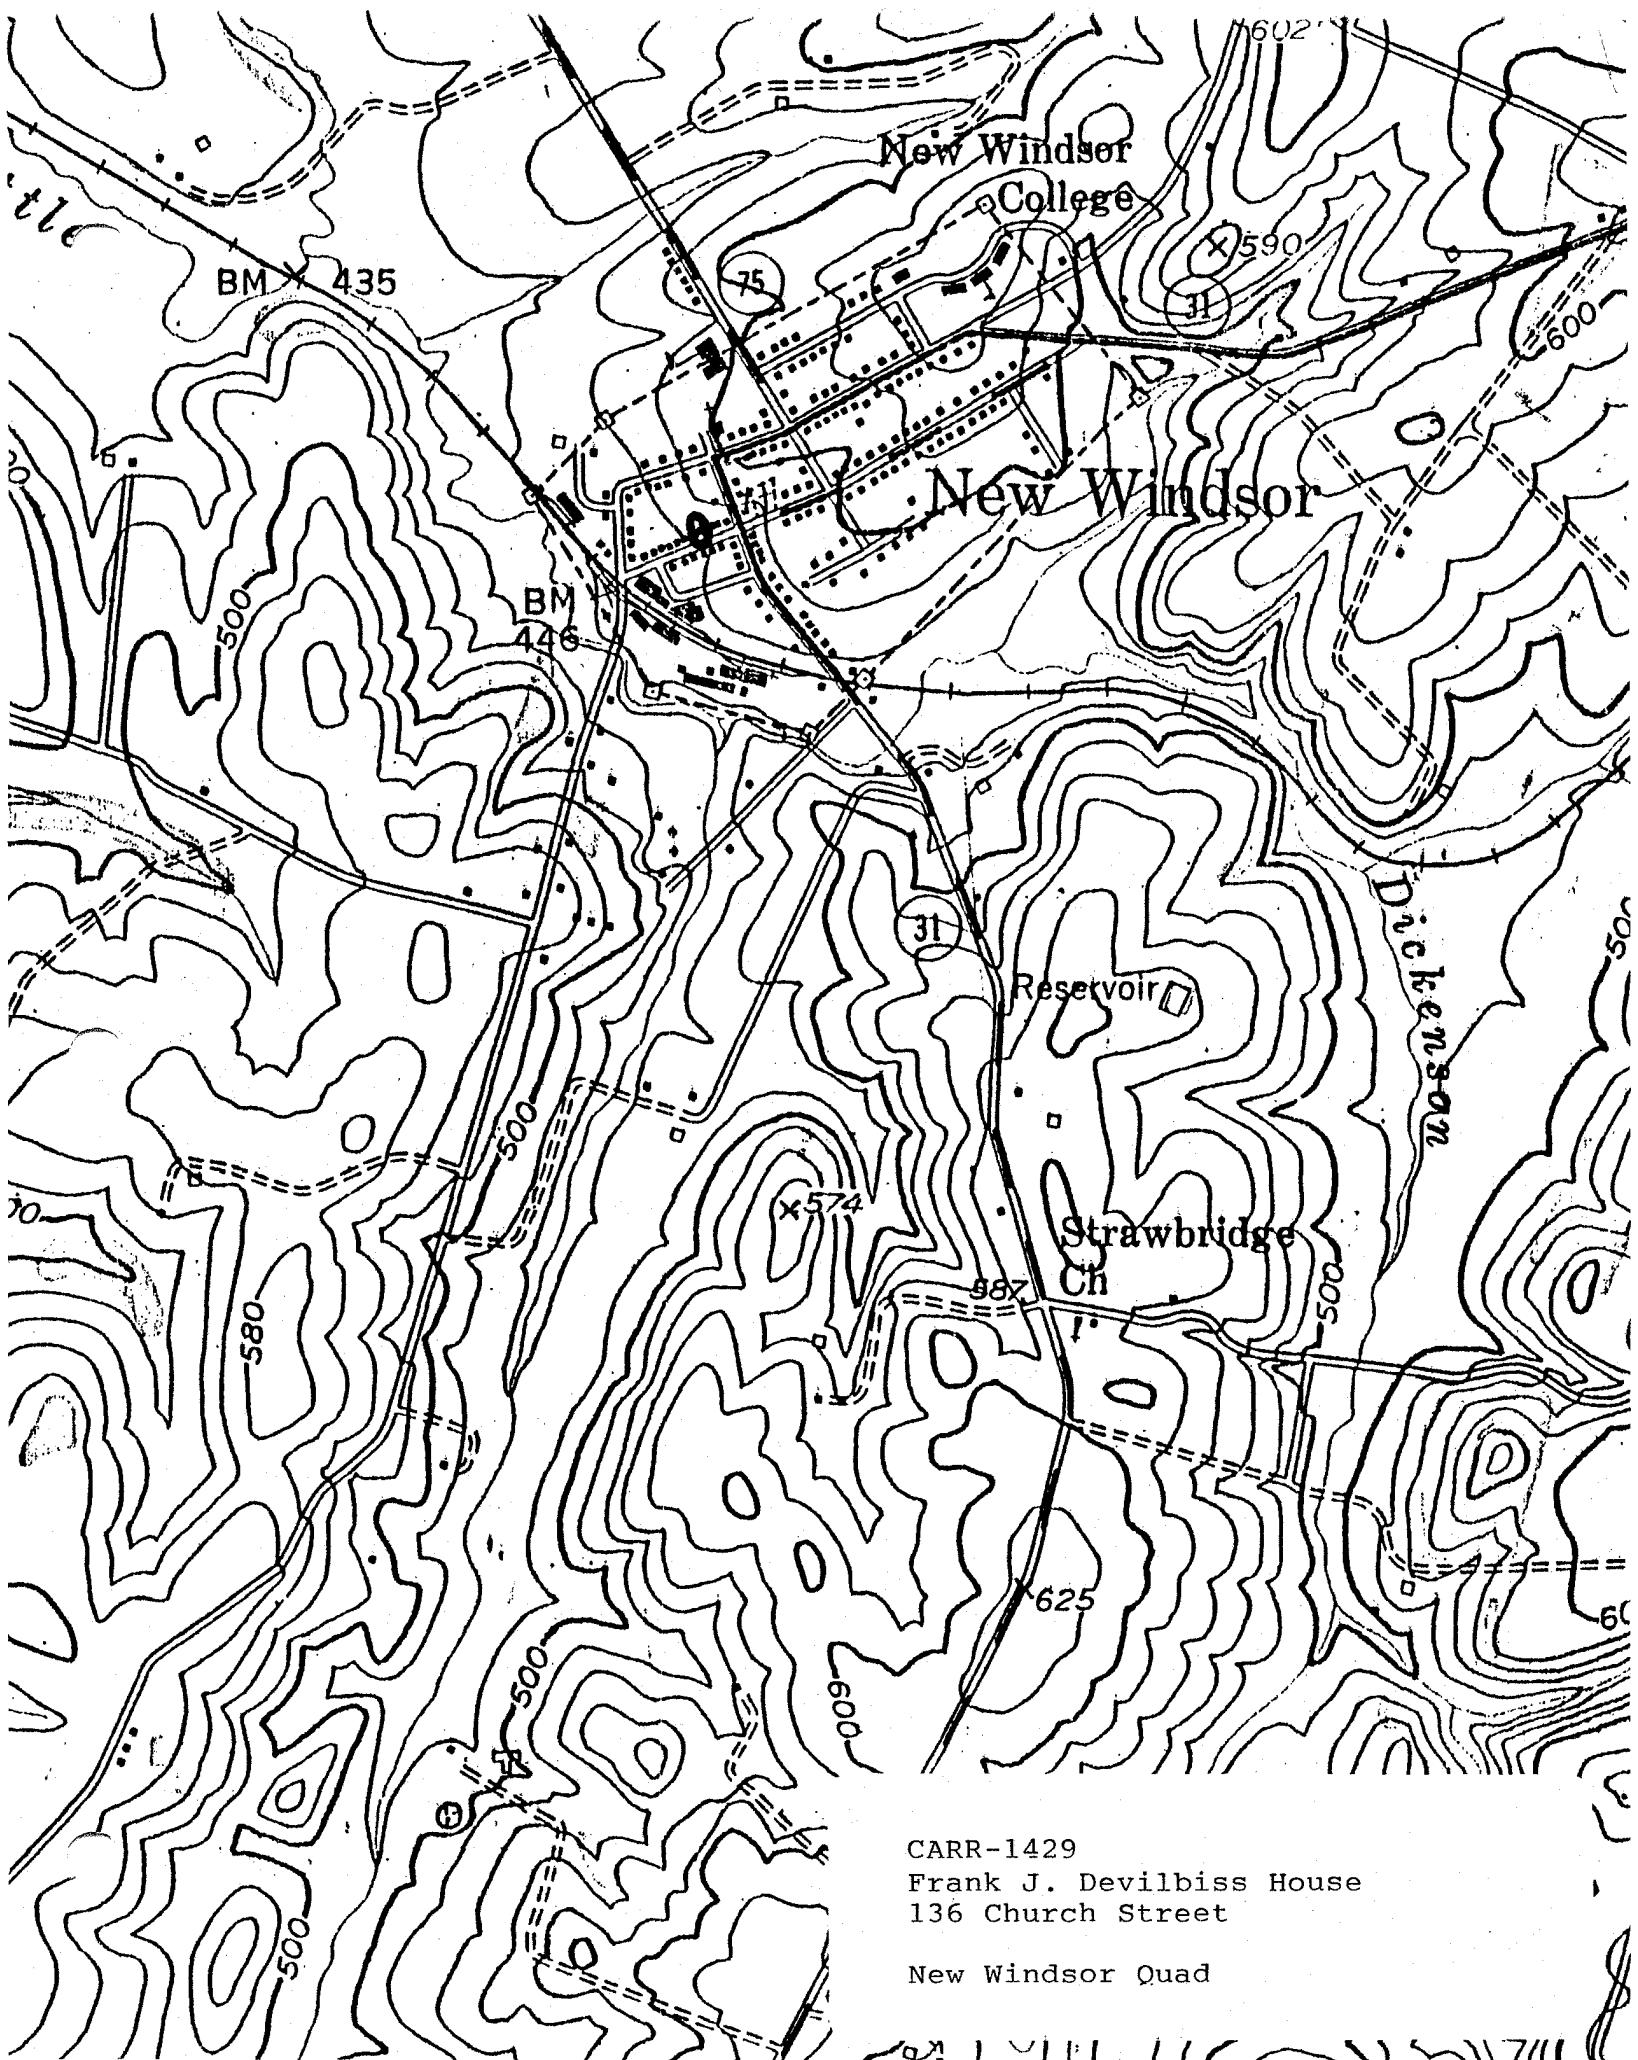 602
New Windsor
College
tle
590
BM 435
75
31
600
New Windsor
500
BM
446
31
Reservoir
Dickenson
500
500
574
Strawbridge
Ch
587
500
580
625
500
600
500
CARR-1429
Frank J. Devilbiss House
136 Church Street
New Windsor Quad